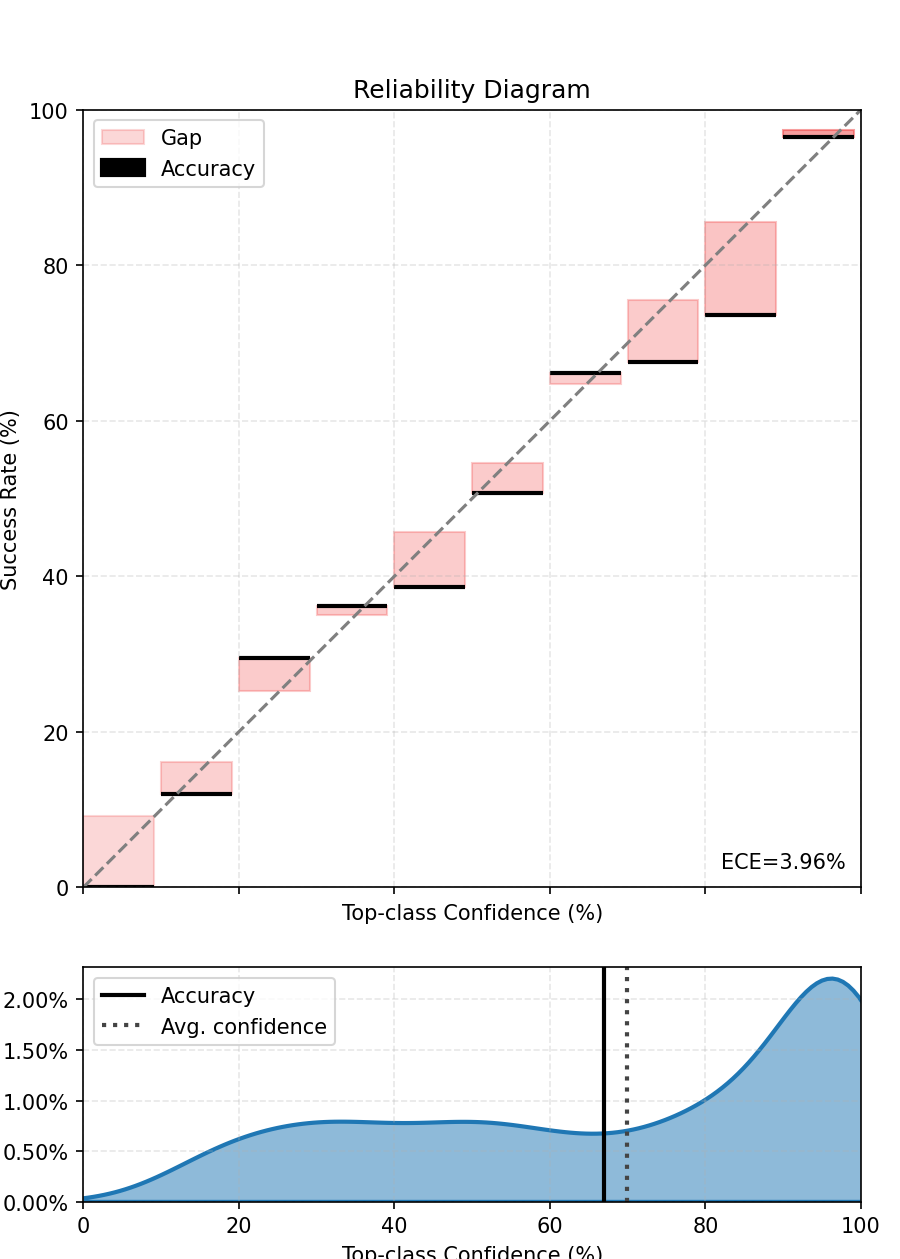 Reliability Diagram
100
Gap
Accuracy
80
60
Success Rate (%)
40
20
ECE=3.96%
0
Top-class Confidence (%)
Accuracy
Avg. confidence
2.00%
1.50%
1.00%
0.50%
0.00%
0 20 40 60 80 100
Top-class Confidence (%)